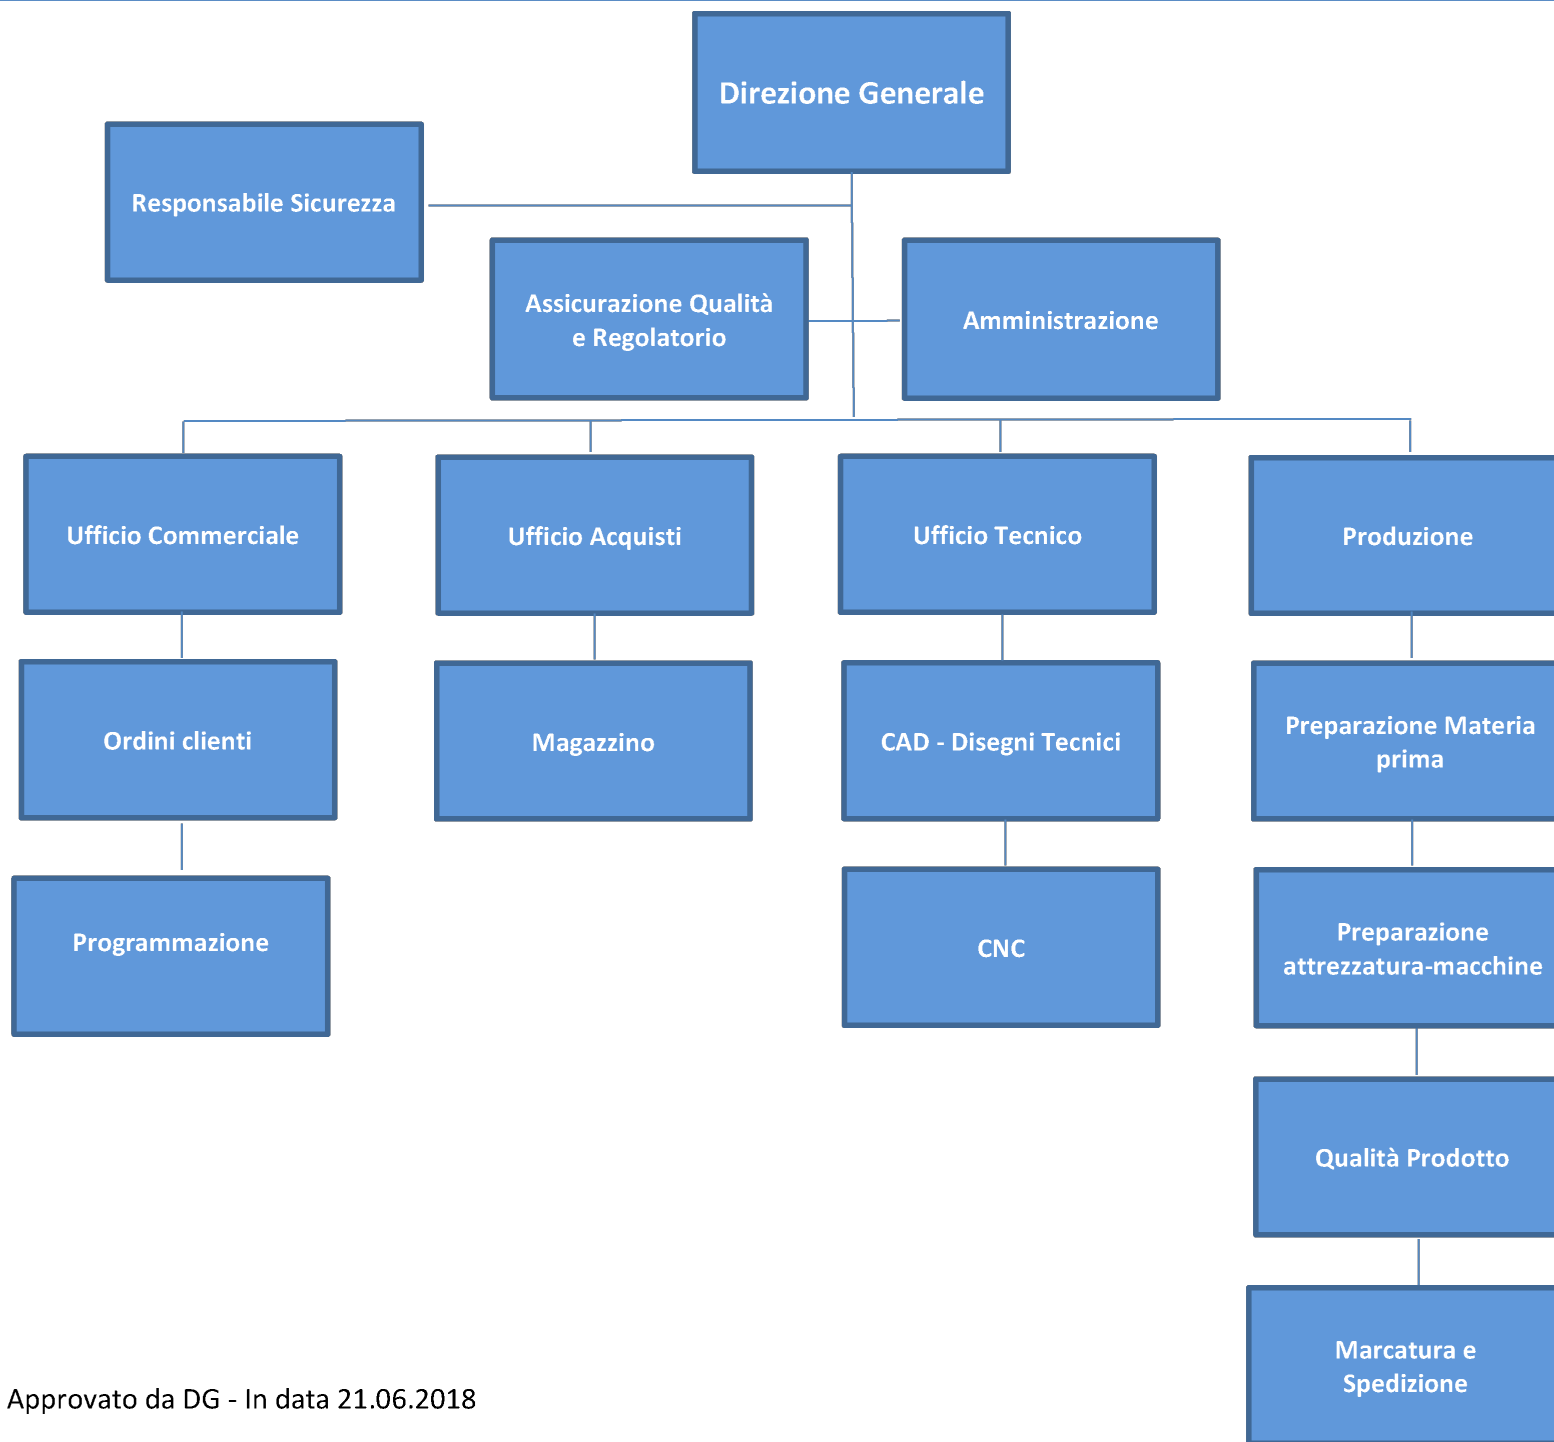 Direzione Generale
Responsabile Sicurezza
Assicurazione Qualità
e Regolatorio
Amministrazione
Ufficio Commerciale
Ufficio Acquisti
Ufficio Tecnico
Produzione
Ordini clienti
Magazzino
CAD - Disegni Tecnici
Preparazione Materia
prima
Programmazione
CNC
Preparazione
attrezzatura-macchine
Qualità Prodotto
Marcatura e
Spedizione
Approvato da DG - In data 21.06.2018